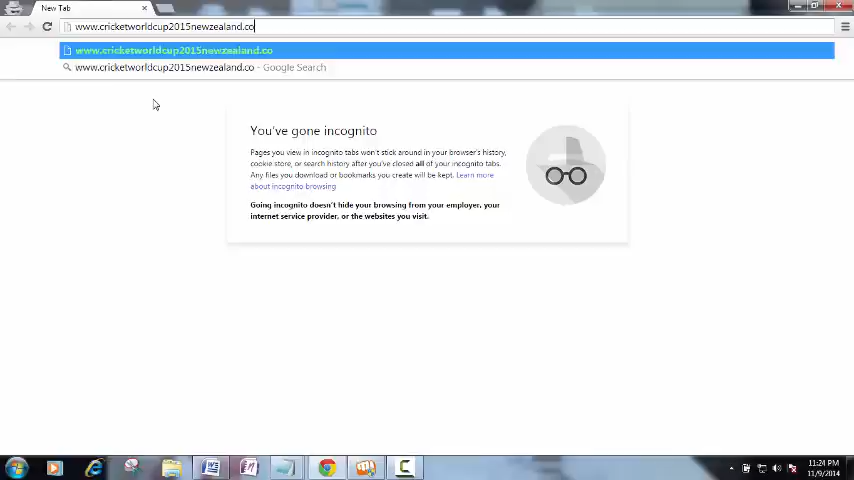 New Tab
www.cricketworldcup2015newzealand.co
www.cricketworldcup2015newzealand.co
www.cricketworldcup2015newzealand.co - Google Search
You've gone incognito
Pages you view in incognito tabs won't stick around in your browser's history,
cookie store, or search history after you've closed all of your incognito tabs.
Any files you download or bookmarks you create will be kept. Learn more
about incognito browsing
Going incognito doesn't hide your browsing from your employer, your
internet service provider, or the websites you visit.
11:24 PM
11/9/2014